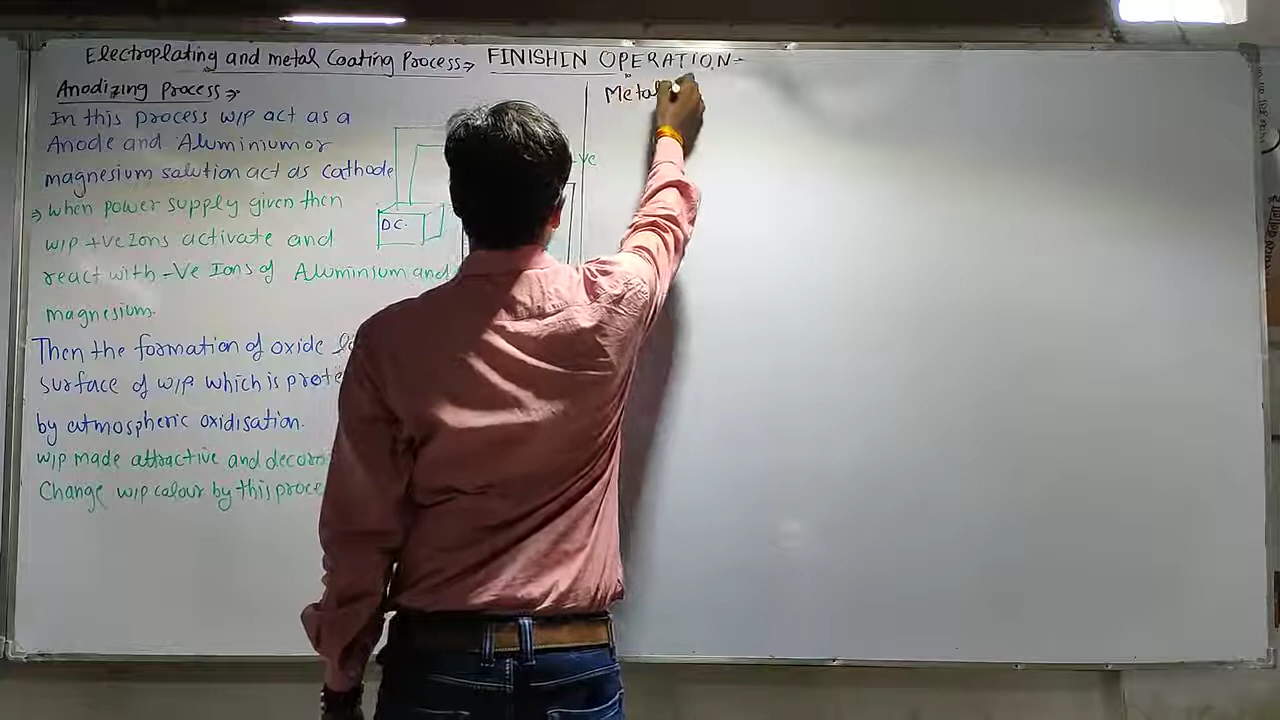 Electroplating and metal Coating Process⇒ FINISHIN OPERATION-
Anodizing Process⇒
In this process w/p act as a
Anode and Aluminium or
magnesium solution act as cathode
⇒ when power supply given then
w/p +ve Ions activate and
react with -Ve Ions of Aluminium and
magnesium.
Then the formation of oxide
surface of w/p which is
by atmospheric oxidisation.
w/p made attractive and
Change w/p colour by this
D.C.
+ve
Metal